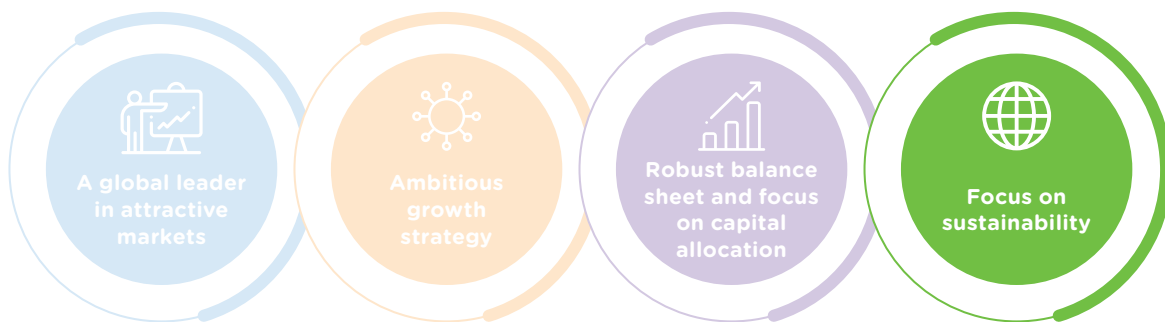 A global leader
in attractive
markets
Ambitious
growth
strategy
Robust balance
sheet and focus
on capital
allocation
Focus on
sustainability